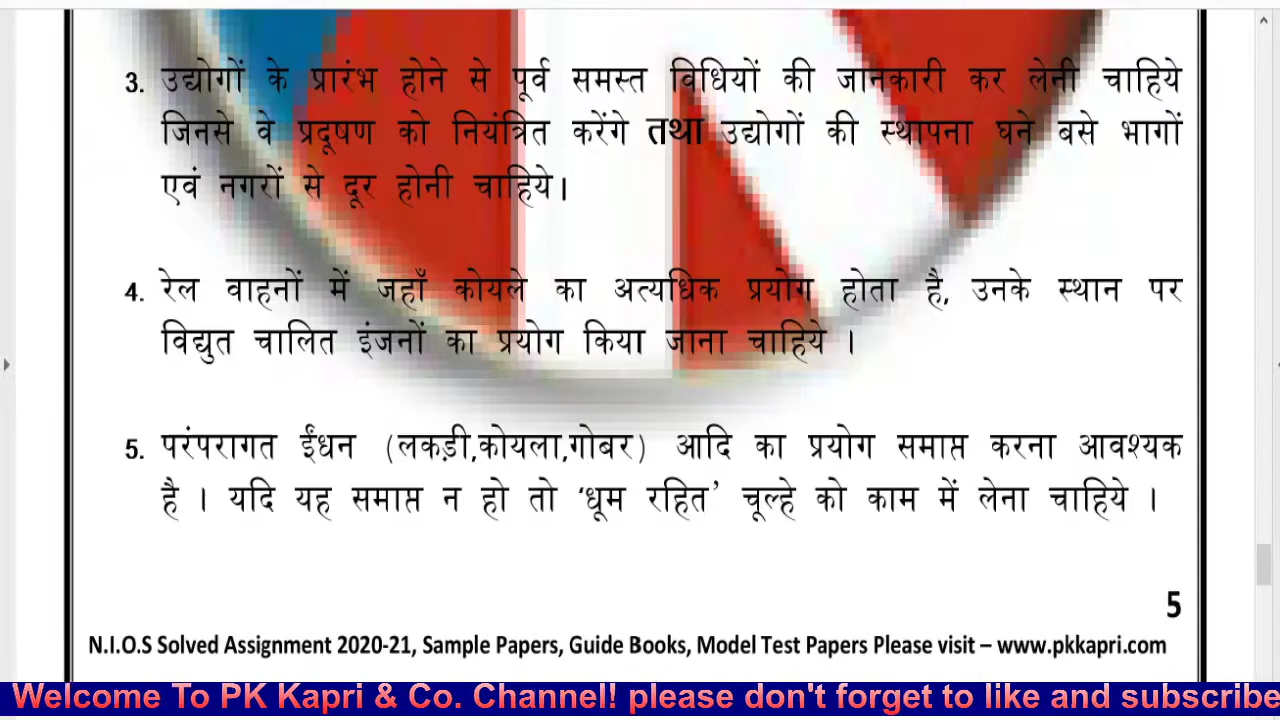 3. उद्योगों के प्रारंभ होने से पूर्व समस्त विधियों की जानकारी कर लेनी चाहिये
जिनसे वे प्रदूषण को नियंत्रित करेंगे तथा उद्योगों की स्थापना घने बसे भागों
एवं नगरों से दूर होनी चाहिये।
4. रेल वाहनों में जहाँ कोयले का अत्यधिक प्रयोग होता है, उनके स्थान पर
विद्युत चालित इंजनों का प्रयोग किया जाना चाहिये ।
5. परंपरागत ईंधन (लकड़ी,कोयला,गोबर) आदि का प्रयोग समाप्त करना आवश्यक
है । यदि यह समाप्त न हो तो ‘धूम रहित’ चूल्हे को काम में लेना चाहिये ।
5
N.I.O.S Solved Assignment 2020-21, Sample Papers, Guide Books, Model Test Papers Please visit – www.pkkapri.com
Welcome To PK Kapri & Co. Channel! please don't forget to like and subscribe